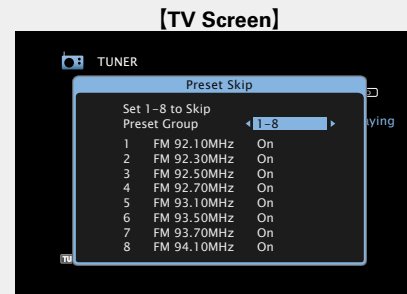 【TV Screen】
TUNER
Preset Skip
Set 1–8 to Skip
Preset Group 1–8
ying
1 FM 92.10MHz On
2 FM 92.30MHz On
3 FM 92.50MHz On
4 FM 92.70MHz On
5 FM 93.10MHz On
6 FM 93.50MHz On
7 FM 93.70MHz On
8 FM 94.10MHz On
TU